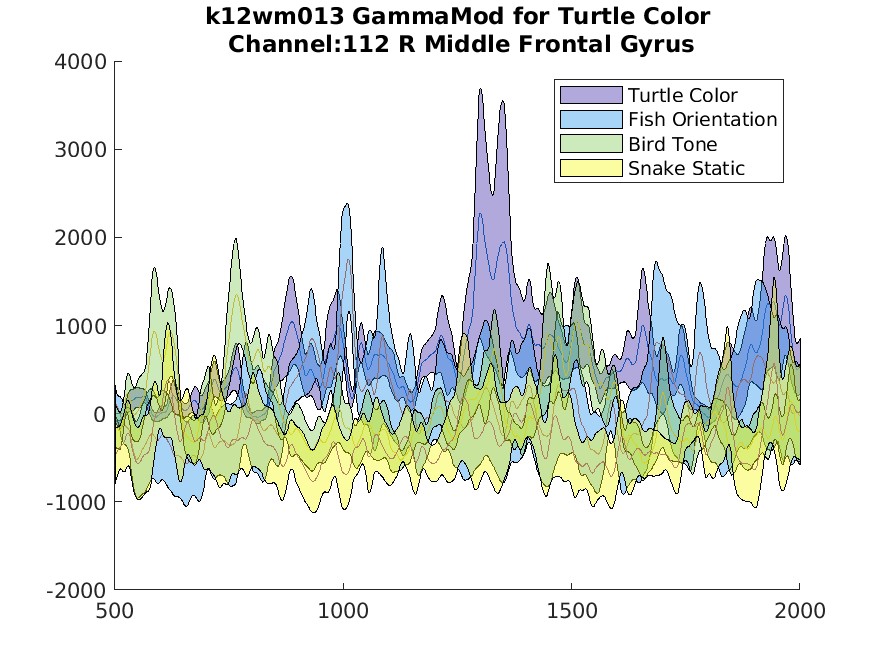 k12wm013 GammaMod for Turtle Color
Channel:112 R Middle Frontal Gyrus
4000
3000
2000
1000
0
-1000
-2000
500
1000
1500
2000
Turtle Color
Fish Orientation
Bird Tone
Snake Static